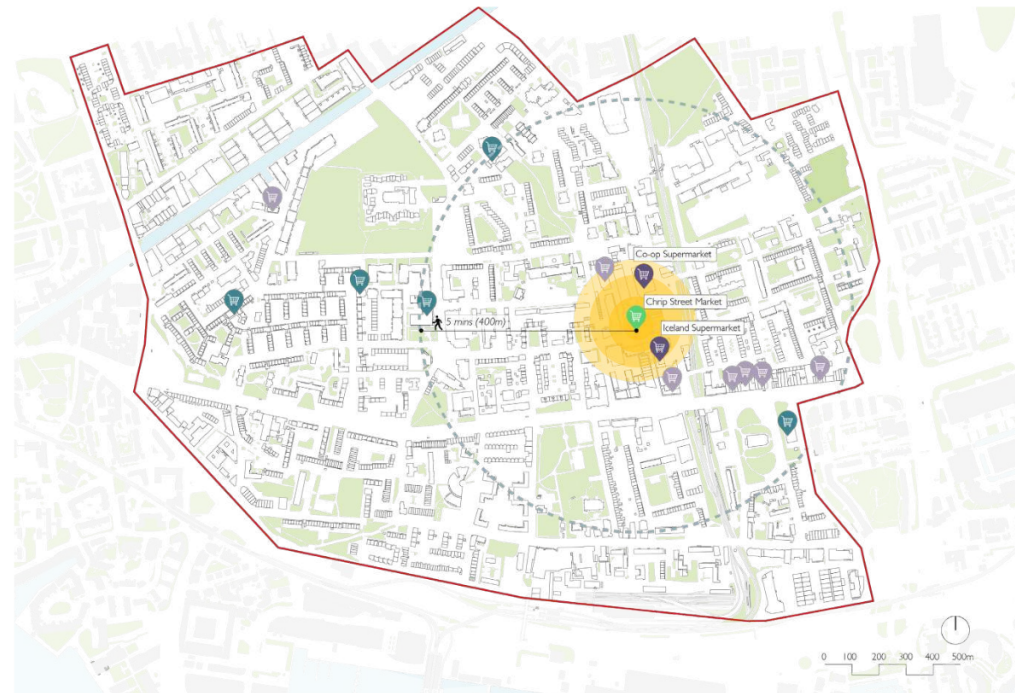 Co-op Supermarket
Chrip Street Market
5 mins (400m)
Iceland Supermarket
0 100 200 300 400 500m